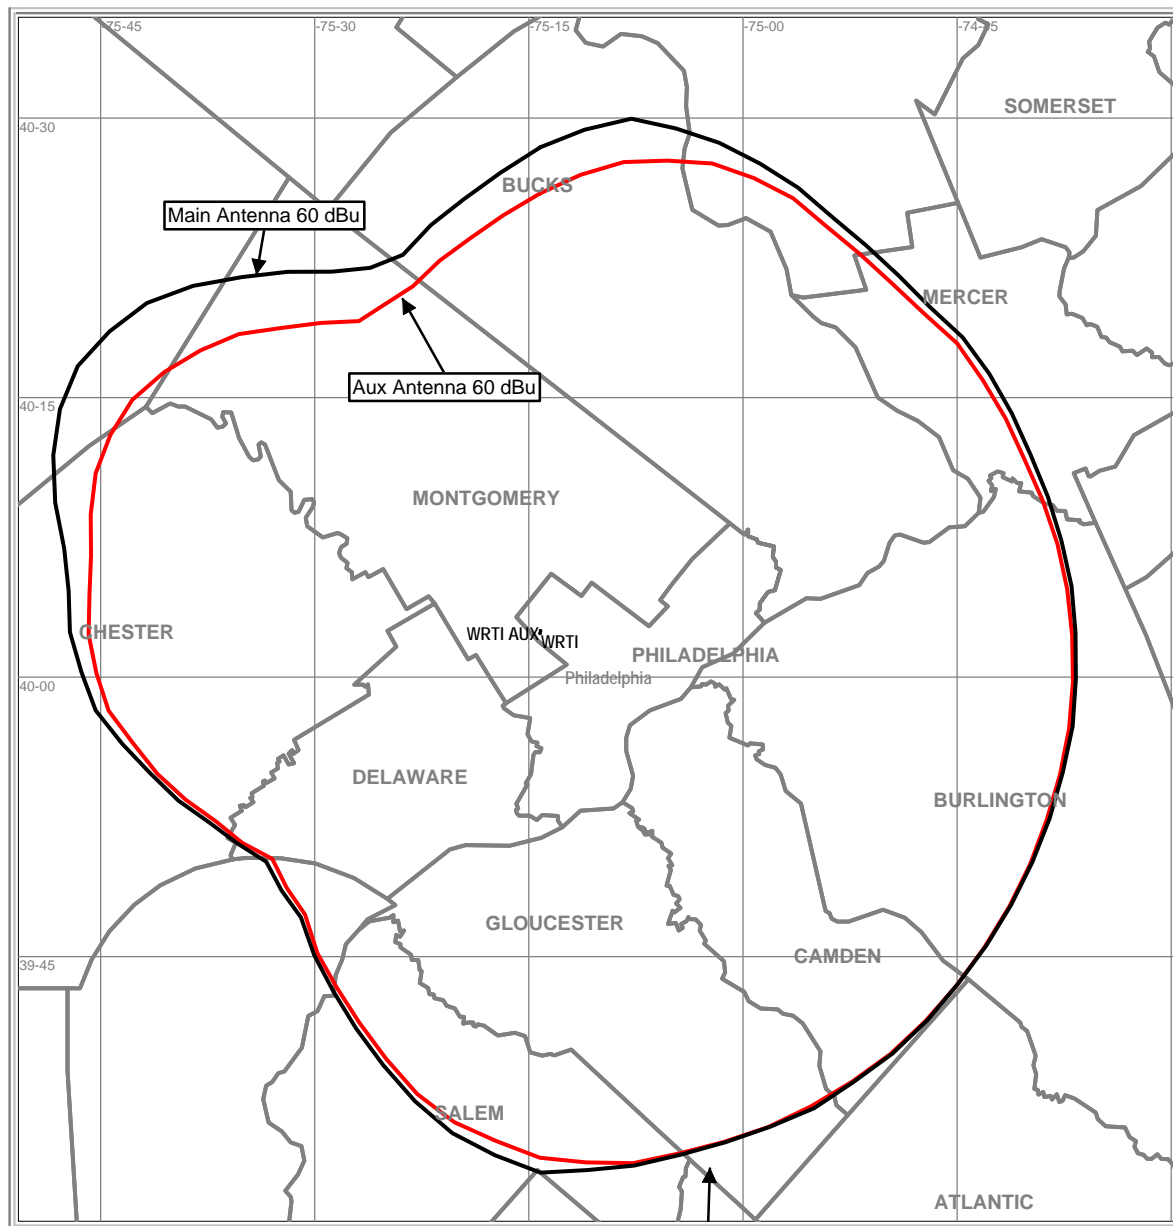 -75-45
-75-30
-75-15
-75-00
-74-45
SOMERSET
40-30
BUCKS
Main Antenna 60 dBu
MERCER
Aux Antenna 60 dBu
40-15
MONTGOMERY
CHESTER
WRTI AUX
WRTI
PHILADELPHIA
Philadelphia
40-00
DELAWARE
BURLINGTON
GLOUCESTER
CAMDEN
39-45
SALEM
ATLANTIC